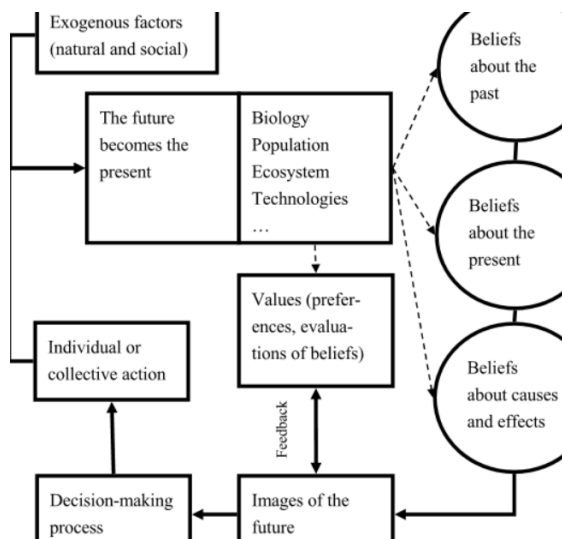 Exogenous factors
(natural and social)
Beliefs
about the
past
The future
becomes the
present
Biology
Population
Ecosystem
Technologies
…
Beliefs
about the
present
Values (prefer-
ences, evalua-
tions of beliefs)
Individual or
collective action
Beliefs
about causes
and effects
Feedback
Decision-making
process
Images of the
future